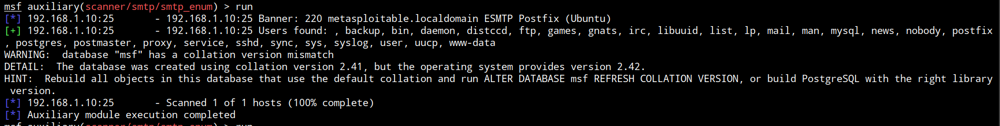 msf auxiliary(scanner/smtp/smtp_enum) > run
[*] 192.168.1.10:25       - 192.168.1.10:25 Banner: 220 metasploitable.localdomain ESMTP Postfix (Ubuntu)
[+] 192.168.1.10:25       - 192.168.1.10:25 Users found: , backup, bin, daemon, distccd, ftp, games, gnats, irc, libuuid, list, lp, mail, man, mysql, news, nobody, postfix
, postgres, postmaster, proxy, service, sshd, sync, sys, syslog, user, uucp, www-data
WARNING:  database "msf" has a collation version mismatch
DETAIL:  The database was created using collation version 2.41, but the operating system provides version 2.42.
HINT:  Rebuild all objects in this database that use the default collation and run ALTER DATABASE msf REFRESH COLLATION VERSION, or build PostgreSQL with the right library
 version.
[*] 192.168.1.10:25       - Scanned 1 of 1 hosts (100% complete)
[*] Auxiliary module execution completed
msf auxiliary(scanner/smtp/smtp_enum) > run